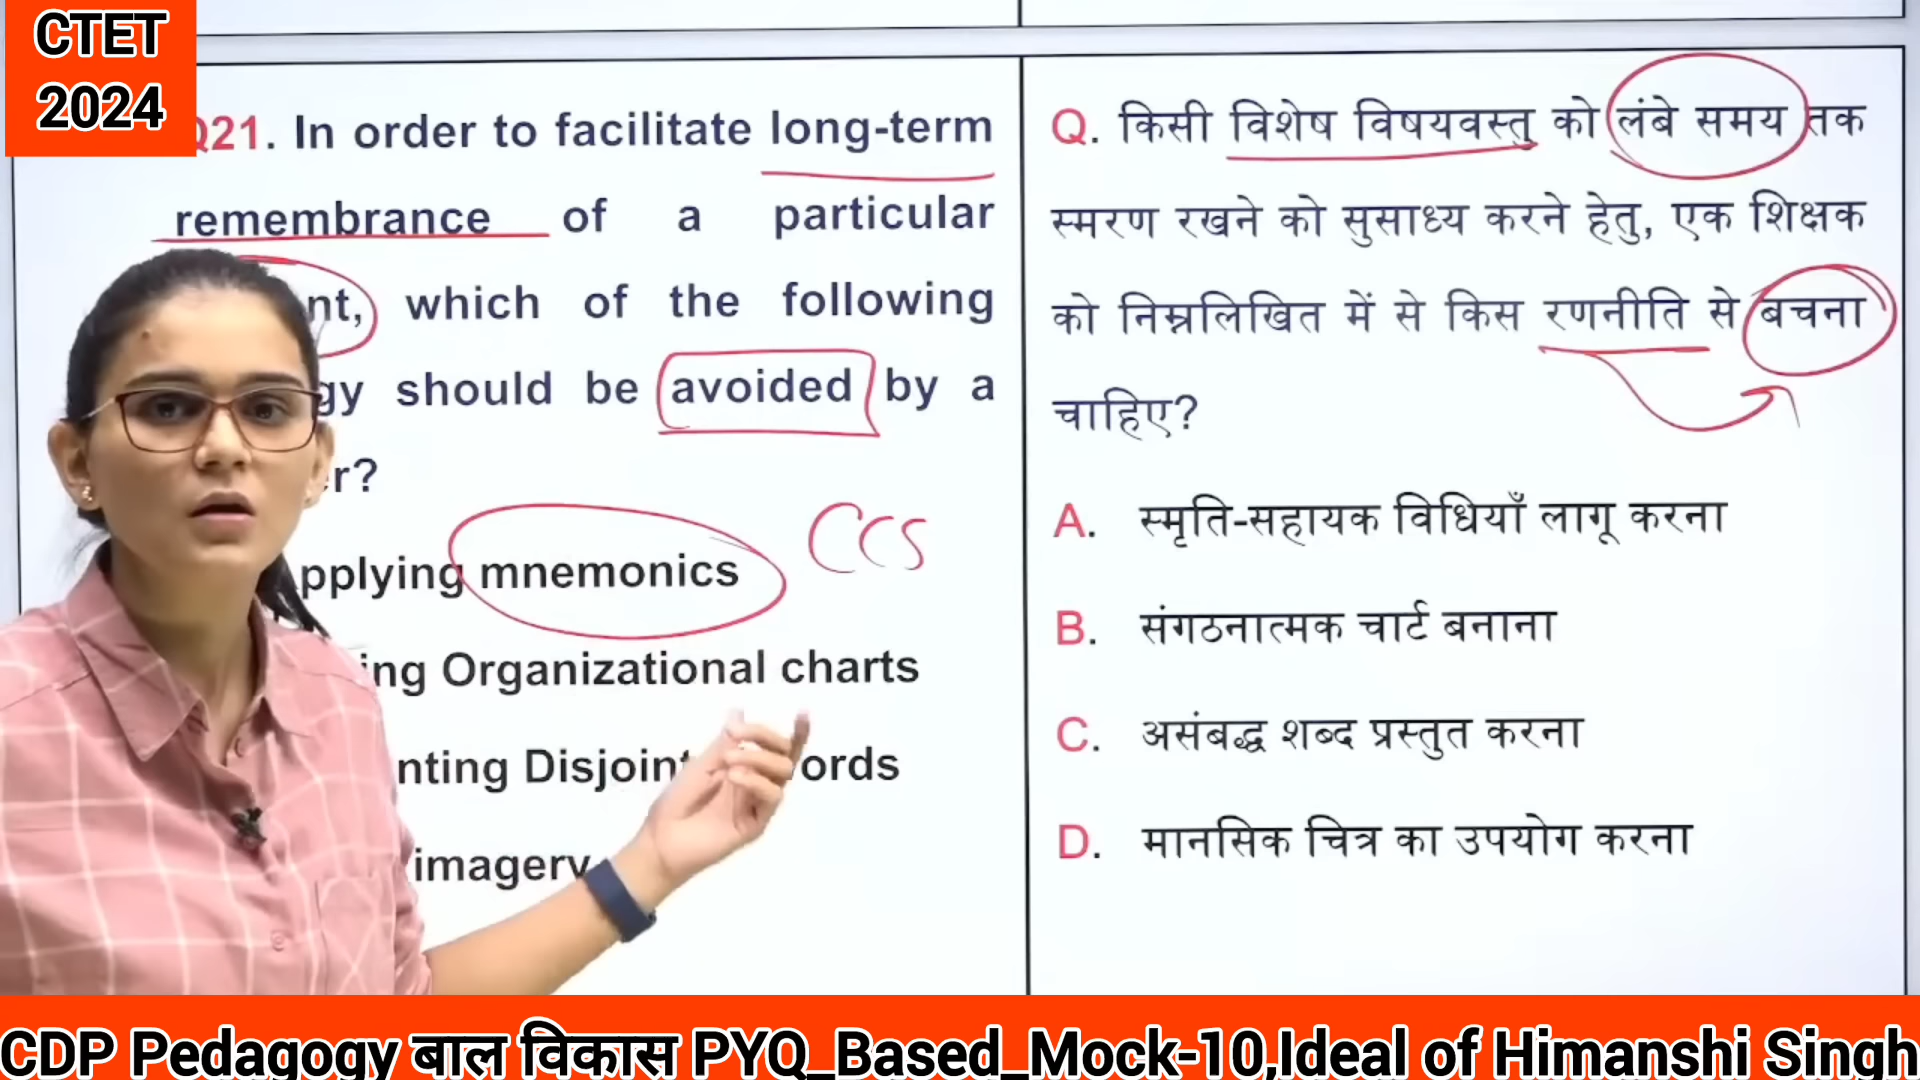 CTET
2024
Q21. In order to facilitate long-term
remembrance of a particular
nt, which of the following
gy should be avoided by a
r?
pplying mnemonics
CCS
ing Organizational charts
nting Disjoint ords
imagery
Q. किसी विशेष विषयवस्तु को लंबे समय तक
स्मरण रखने को सुसाध्य करने हेतु, एक शिक्षक
को निम्नलिखित में से किस रणनीति से बचना
चाहिए?
A. स्मृति-सहायक विधियाँ लागू करना
B. संगठनात्मक चार्ट बनाना
C. असंबद्ध शब्द प्रस्तुत करना
D. मानसिक चित्र का उपयोग करना
CDP Pedagogy बाल विकास PYQ_Based_Mock-10,Ideal of Himanshi Singh